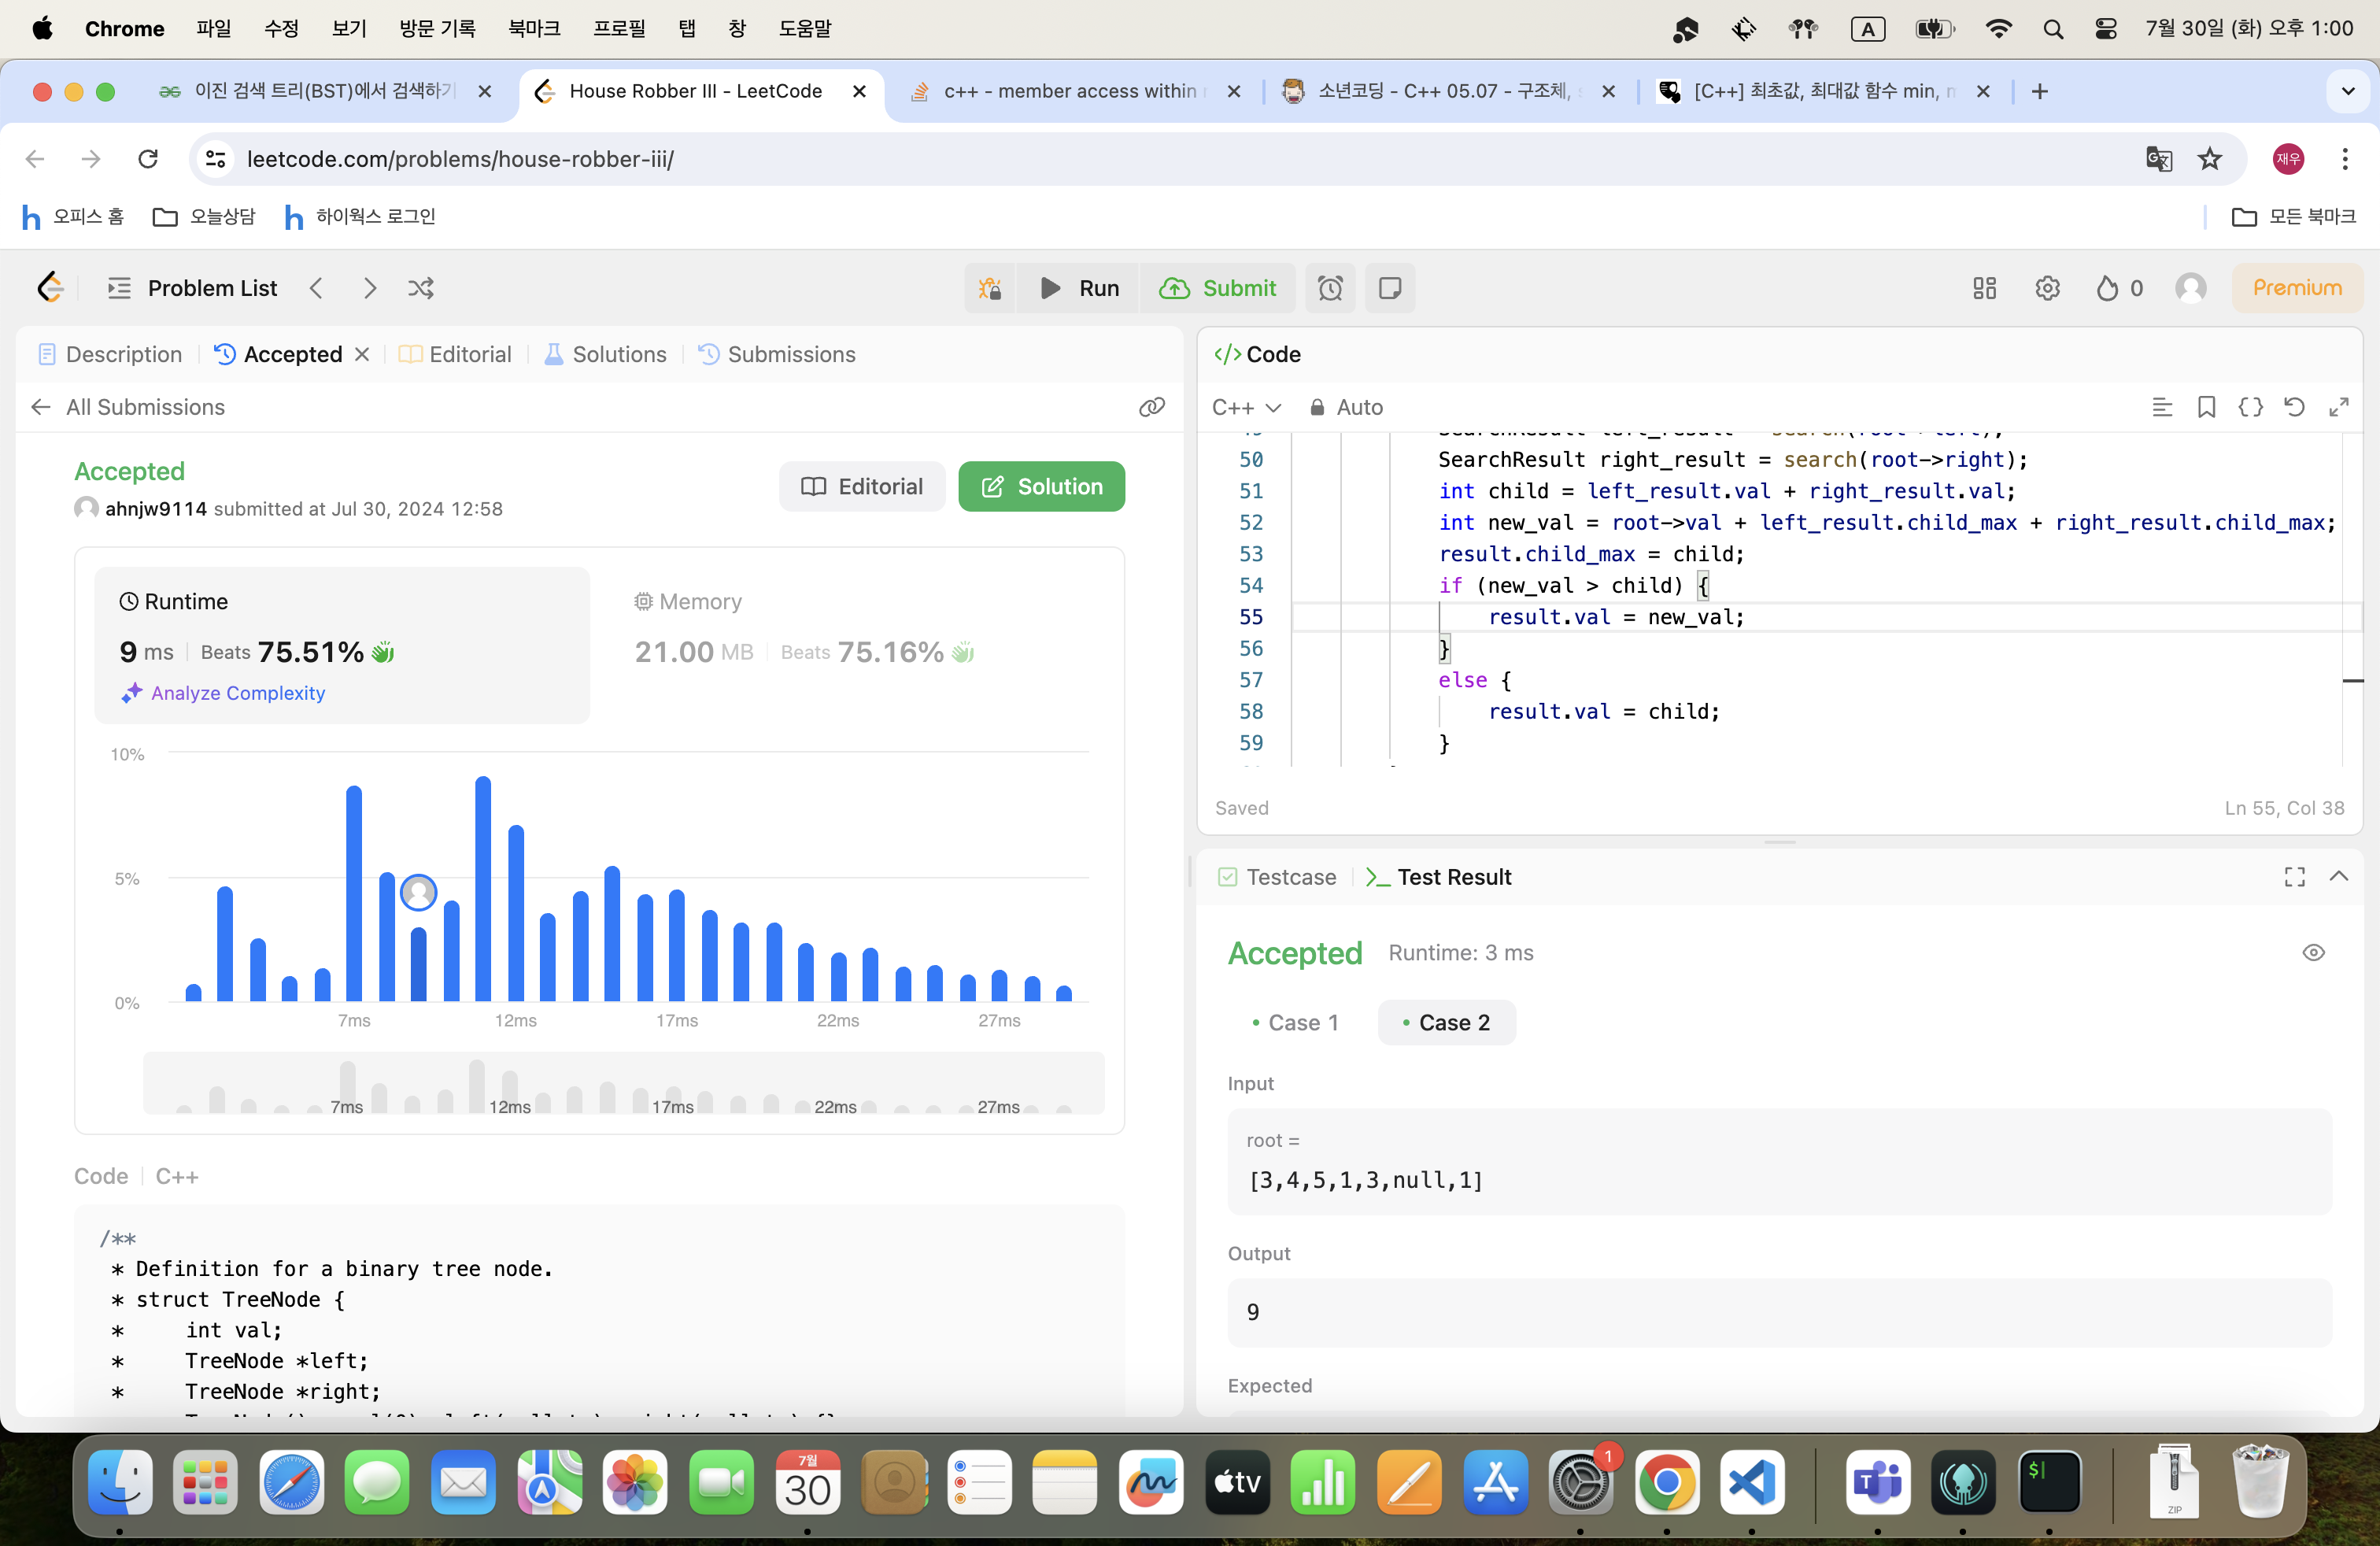 Chrome 파일 수정 보기 방문 기록 북마크 프로필 탭 창 도움말 A 7월 30일 (화) 오후 1:00
이진 검색 트리(BST)에서 검색하기 House Robber III - LeetCode c++ - member access within 소년코딩 - C++ 05.07 - 구조체, [C++] 최초값, 최대값 함수 min,
leetcode.com/problems/house-robber-iii/ 재우
오피스 홈 오늘상담 하이웍스 로그인 모든 북마크
Problem List Run Submit 0 Premium
Description Accepted Editorial Solutions Submissions
All Submissions
Accepted
ahnjw9114 submitted at Jul 30, 2024 12:58
Editorial Solution
Runtime
9 ms Beats 75.51%
Analyze Complexity
Memory
21.00 MB Beats 75.16%
10%
5%
0%
7ms 12ms 17ms 22ms 27ms
7ms 12ms 17ms 22ms 27ms
Code C++
/**
* Definition for a binary tree node.
* struct TreeNode {
* int val;
* TreeNode *left;
* TreeNode *right;
Code
C++ Auto
50 SearchResult right_result = search(root->right);
51 int child = left_result.val + right_result.val;
52 int new_val = root->val + left_result.child_max + right_result.child_max;
53 result.child_max = child;
54 if (new_val > child) {
55 result.val = new_val;
56 }
57 else {
58 result.val = child;
59 }
Saved Ln 55, Col 38
Testcase Test Result
Accepted Runtime: 3 ms
Case 1 Case 2
Input
root =
[3,4,5,1,3,null,1]
Output
9
Expected
7월
30
tv
1
T
$
ZIP